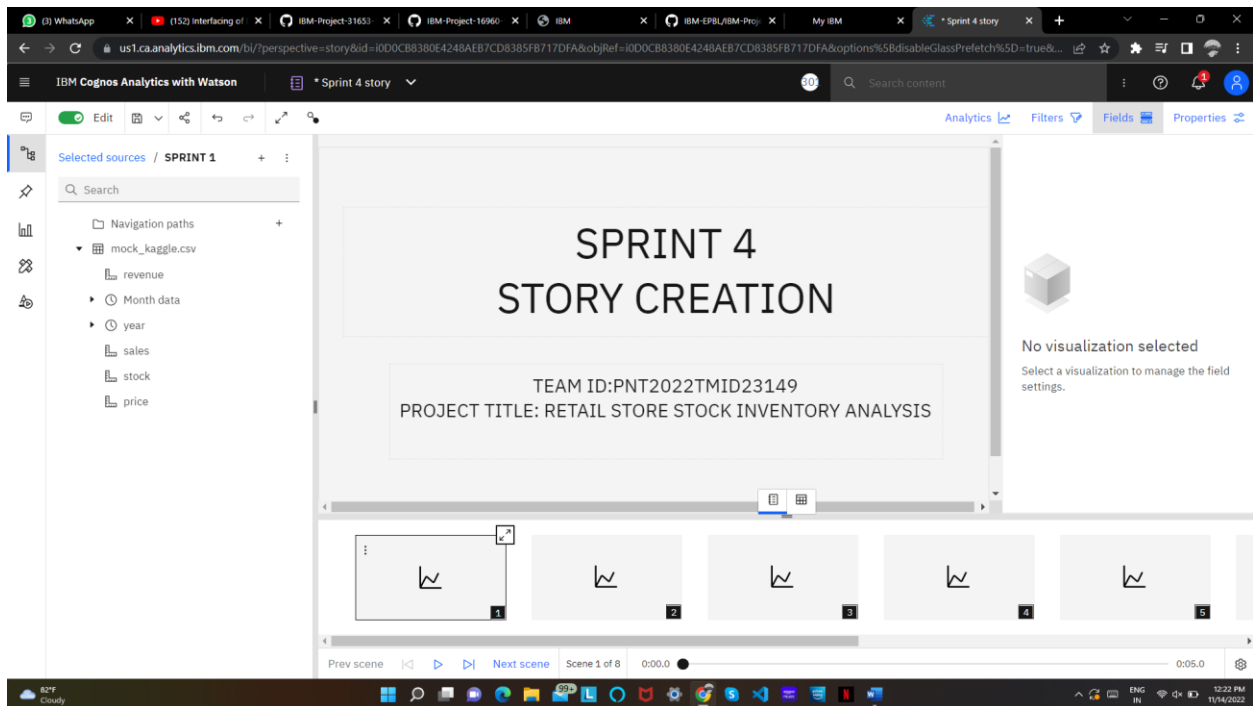 (3) WhatsApp
(152) Interfacing of
IBM-Project-31653-
IBM-Project-16960-
IBM
IBM-EPBL/IBM-Proj
My IBM
* Sprint 4 story
us1.ca.analytics.ibm.com/bi/?perspective=story&id=i0D0CB8380E4248AEB7CD8385FB717DFA&objRef=i0D0CB8380E4248AEB7CD8385FB717DFA&options%5BdisableGlassPrefetch%5D=true&...
IBM Cognos Analytics with Watson
* Sprint 4 story
301
Search content
1
Edit
Analytics
Filters
Fields
Properties
Selected sources / SPRINT 1
Search
Navigation paths
mock_kaggle.csv
revenue
Month data
year
sales
stock
price
SPRINT 4
STORY CREATION
TEAM ID:PNT2022TMID23149
PROJECT TITLE: RETAIL STORE STOCK INVENTORY ANALYSIS
No visualization selected
Select a visualization to manage the field
settings.
1
2
3
4
5
Prev scene
Next scene
Scene 1 of 8
0:00.0
0:05.0
82°F
Cloudy
99+
ENG
IN
12:22 PM
11/14/2022